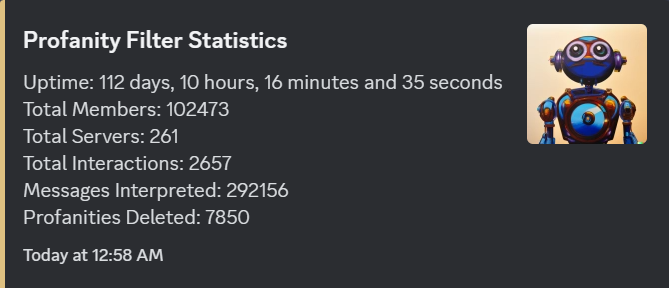 Profanity Filter Statistics
Uptime: 112 days, 10 hours, 16 minutes and 35 seconds
Total Members: 102473
Total Servers: 261
Total Interactions: 2657
Messages Interpreted: 292156
Profanities Deleted: 7850
Today at 12:58 AM